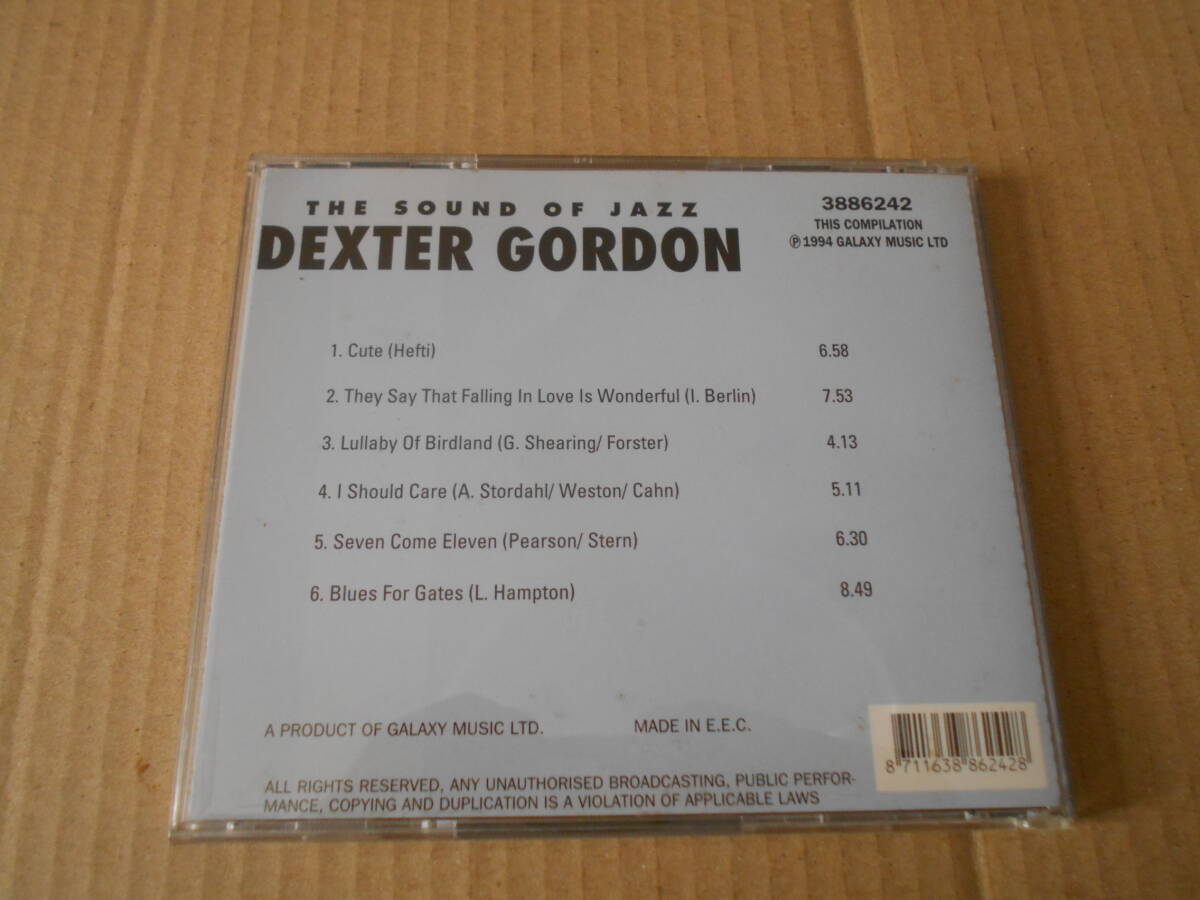 THE SOUND OF JAZZ
DEXTER GORDON
3886242
THIS COMPILATION
℗ 1994 GALAXY MUSIC LTD
1. Cute (Hefti) 6.58
2. They Say That Falling In Love Is Wonderful (I. Berlin) 7.53
3. Lullaby Of Birdland (G. Shearing/ Forster) 4.13
4. I Should Care (A. Stordahl/ Weston/ Cahn) 5.11
5. Seven Come Eleven (Pearson/ Stern) 6.30
6. Blues For Gates (L. Hampton) 8.49
A PRODUCT OF GALAXY MUSIC LTD. MADE IN E.E.C.
8 711638 862428
ALL RIGHTS RESERVED, ANY UNAUTHORISED BROADCASTING, PUBLIC PERFOR-
MANCE, COPYING AND DUPLICATION IS A VIOLATION OF APPLICABLE LAWS